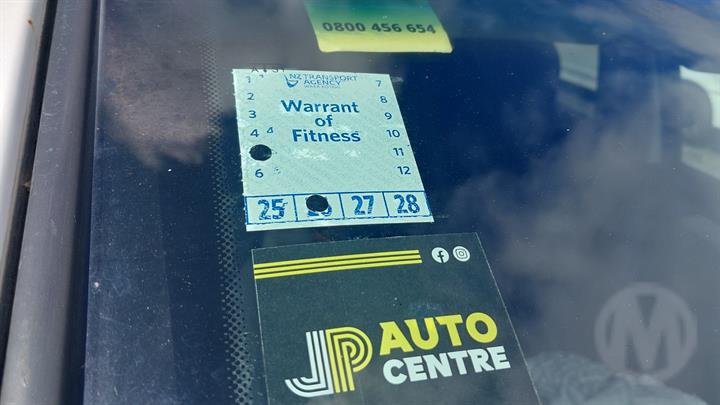 0800 456 654
NZ TRANSPORT
AGENCY
WAKA KOTAHI
Warrant
of
Fitness
1
2
3
4
6
7
8
9
10
11
12
25 27 28
JP AUTO
CENTRE
M